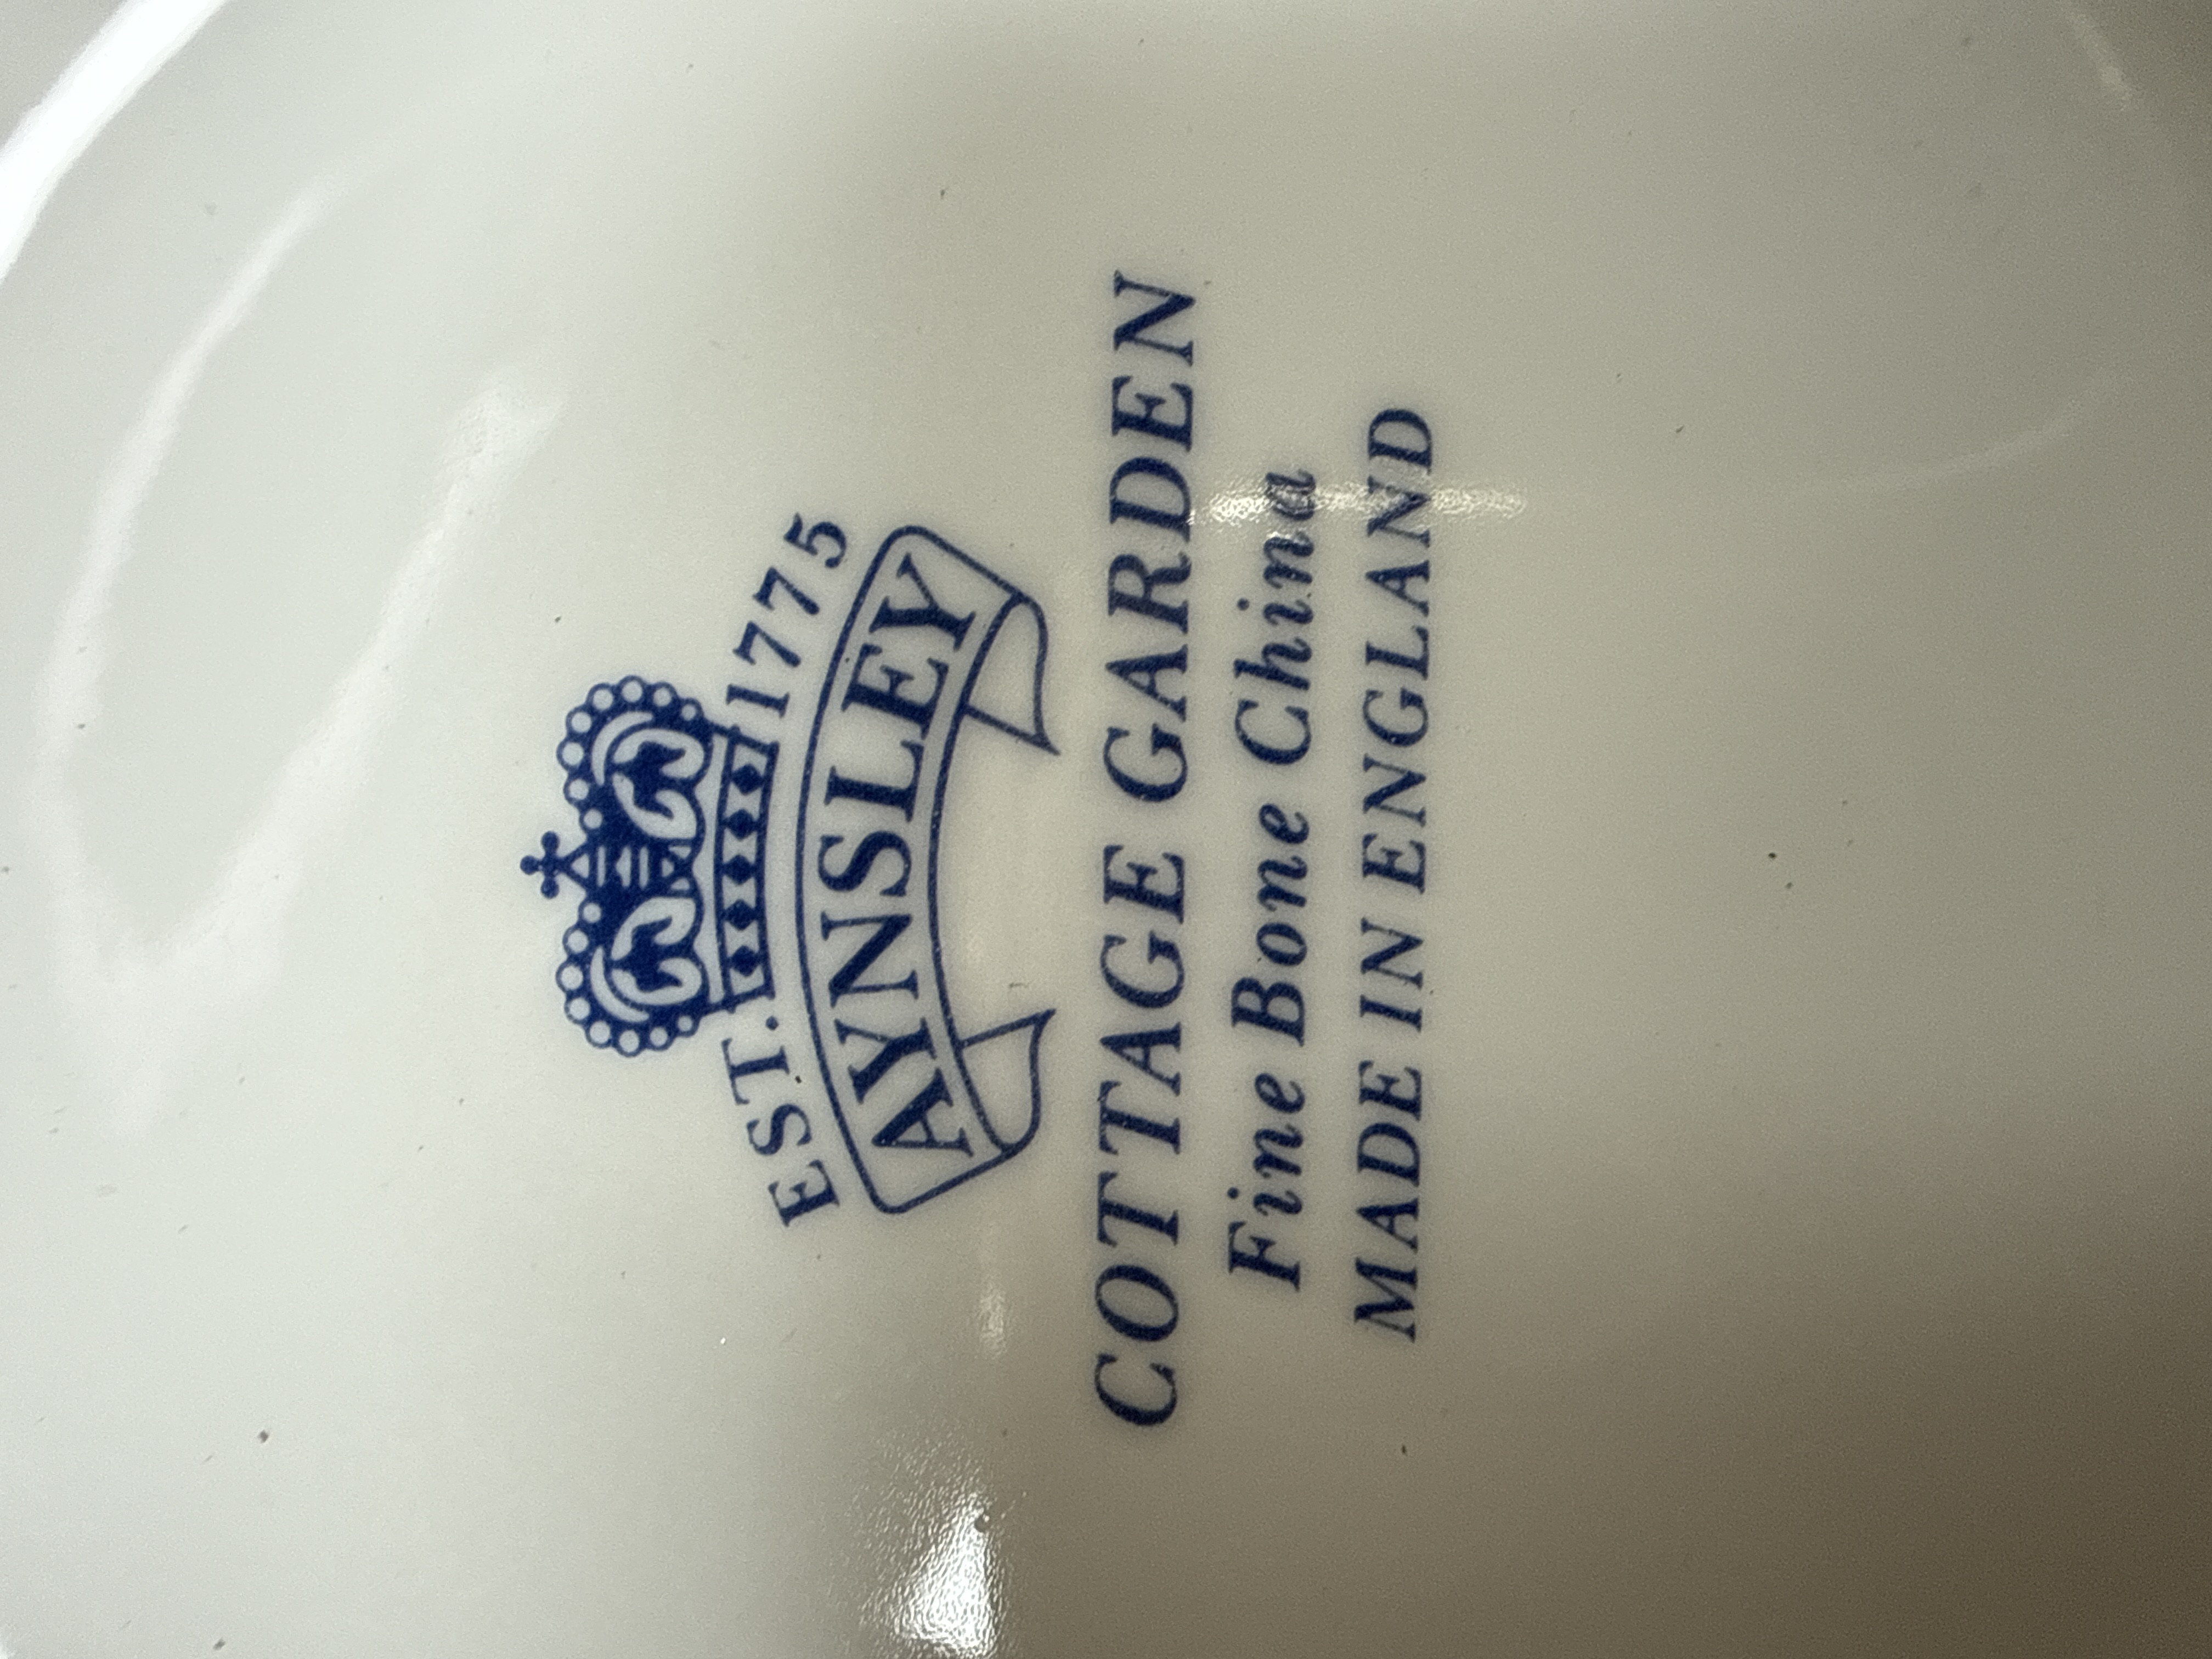 EST. 1775
AYNSLEY
COTTAGE GARDEN
Fine Bone China
MADE IN ENGLAND